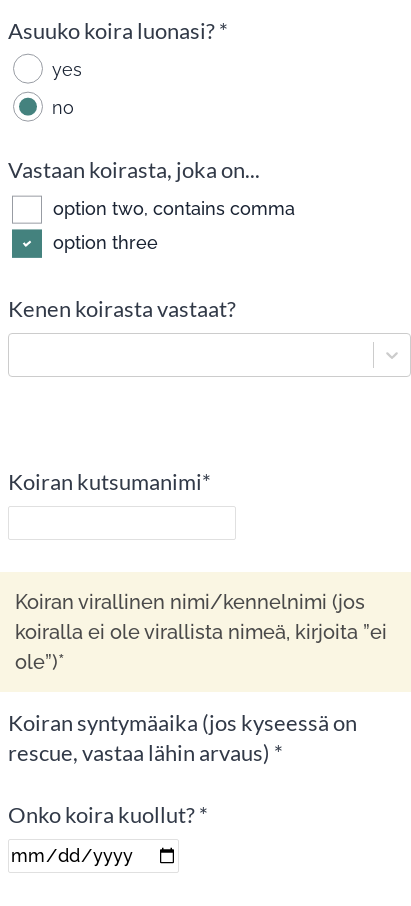 Asuuko koira luonasi? *
yes
no
Vastaan koirasta, joka on...
option two, contains comma
option three
Kenen koirasta vastaat?
Koiran kutsumanimi*
Koiran virallinen nimi/kennelnimi (jos
koiralla ei ole virallista nimeä, kirjoita ”ei
ole”)*
Koiran syntymäaika (jos kyseessä on
rescue, vastaa lähin arvaus) *
Onko koira kuollut? *
mm/dd/yyyy